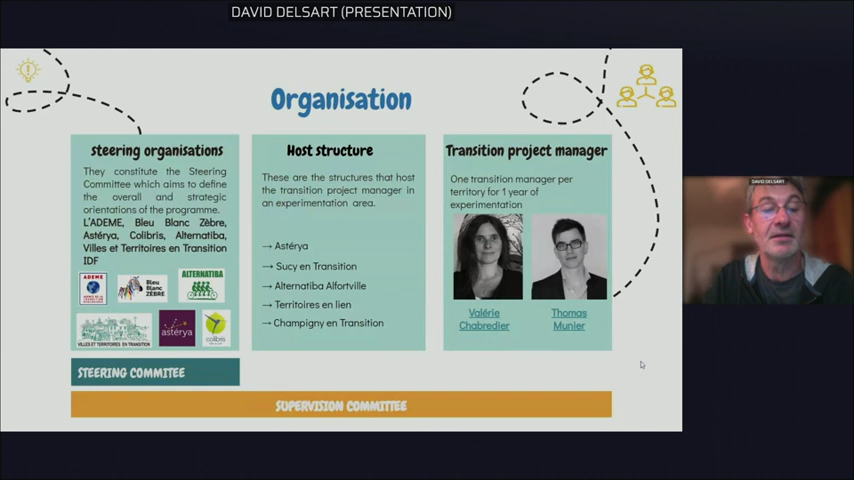 DAVID DELSART (PRESENTATION)
Organisation
steering organisations
They constitute the Steering
Committee which aims to define
the overall and strategic
orientations of the programme.
L'ADEME, Bleu Blanc Zèbre,
Astérya, Colibris, Alternatiba,
Villes et Territoires en Transition
IDF
ADEME
Bleu
Blanc
ZÈBRE
ALTERNATIBA
VILLES ET TERRITOIRES EN TRANSITION
astérya
colibris
STEERING COMMITEE
Host structure
These are the structures that host
the transition project manager in
an experimentation area.
→ Astérya
→ Sucy en Transition
→ Alternatiba Alfortville
→ Territoires en lien
→ Champigny en Transition
Transition project manager
One transition manager per
territory for 1 year of
experimentation
Valérie
Chabredier
Thomas
Munier
SUPERVISION COMMITTEE
DAVID DELSART